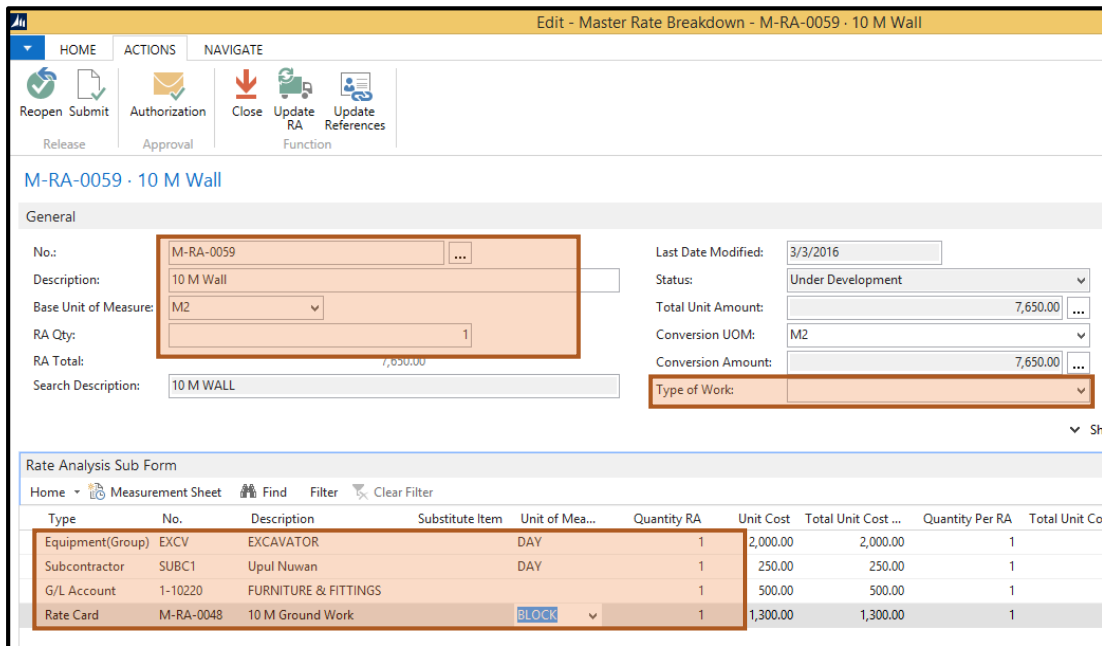 Edit - Master Rate Breakdown - M-RA-0059 · 10 M Wall
HOME ACTIONS NAVIGATE
Reopen Submit Authorization Close Update RA Update References
Release Approval Function
M-RA-0059 · 10 M Wall
General
No.: M-RA-0059 ... Last Date Modified: 3/3/2016
Description: 10 M Wall Status: Under Development
Base Unit of Measure: M2 Total Unit Amount: 7,650.00 ...
RA Qty: 1 Conversion UOM: M2
RA Total: 7,650.00 Conversion Amount: 7,650.00 ...
Search Description: 10 M WALL Type of Work:
Sh
Rate Analysis Sub Form
Home Measurement Sheet Find Filter Clear Filter
Type No. Description Substitute Item Unit of Mea... Quantity RA Unit Cost Total Unit Cost ... Quantity Per RA Total Unit Co
Equipment(Group) EXCV EXCAVATOR DAY 1 2,000.00 2,000.00 1
Subcontractor SUBC1 Upul Nuwan DAY 1 250.00 250.00 1
G/L Account 1-10220 FURNITURE & FITTINGS 1 500.00 500.00 1
Rate Card M-RA-0048 10 M Ground Work BLOCK 1 1,300.00 1,300.00 1